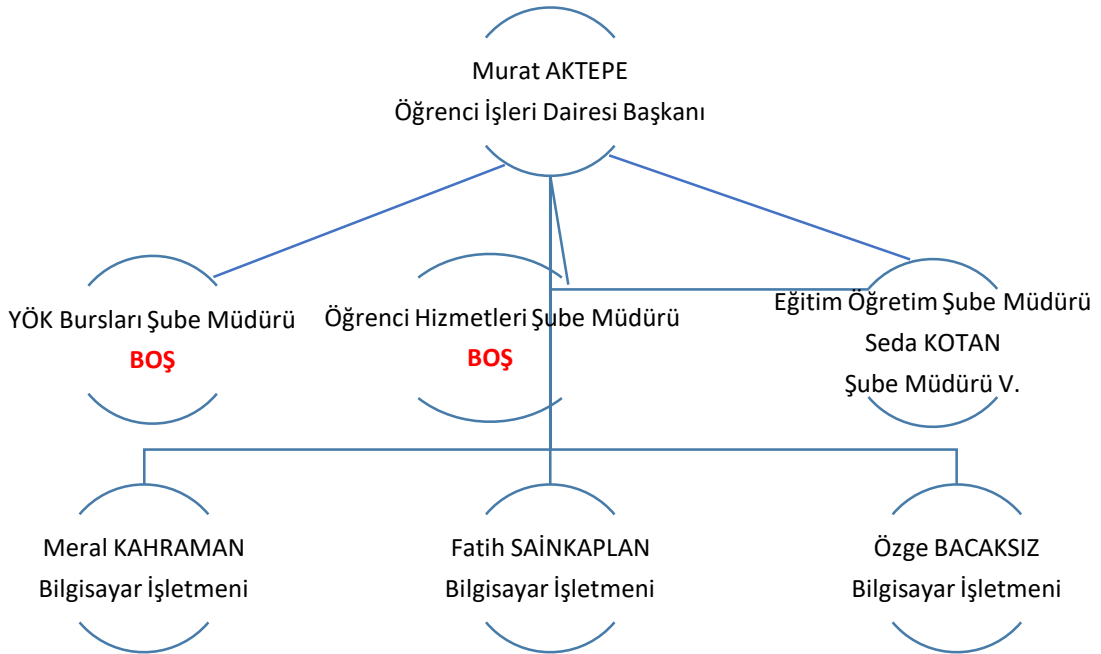 Murat AKTEPE
Öğrenci İşleri Dairesi Başkanı
YÖK Bursları Şube Müdürü
BOŞ
Öğrenci Hizmetleri Şube Müdürü
BOŞ
Eğitim Öğretim Şube Müdürü
Seda KOTAN
Şube Müdürü V.
Meral KAHRAMAN
Bilgisayar İşletmeni
Fatih SAİNKAPLAN
Bilgisayar İşletmeni
Özge BACAKSIZ
Bilgisayar İşletmeni